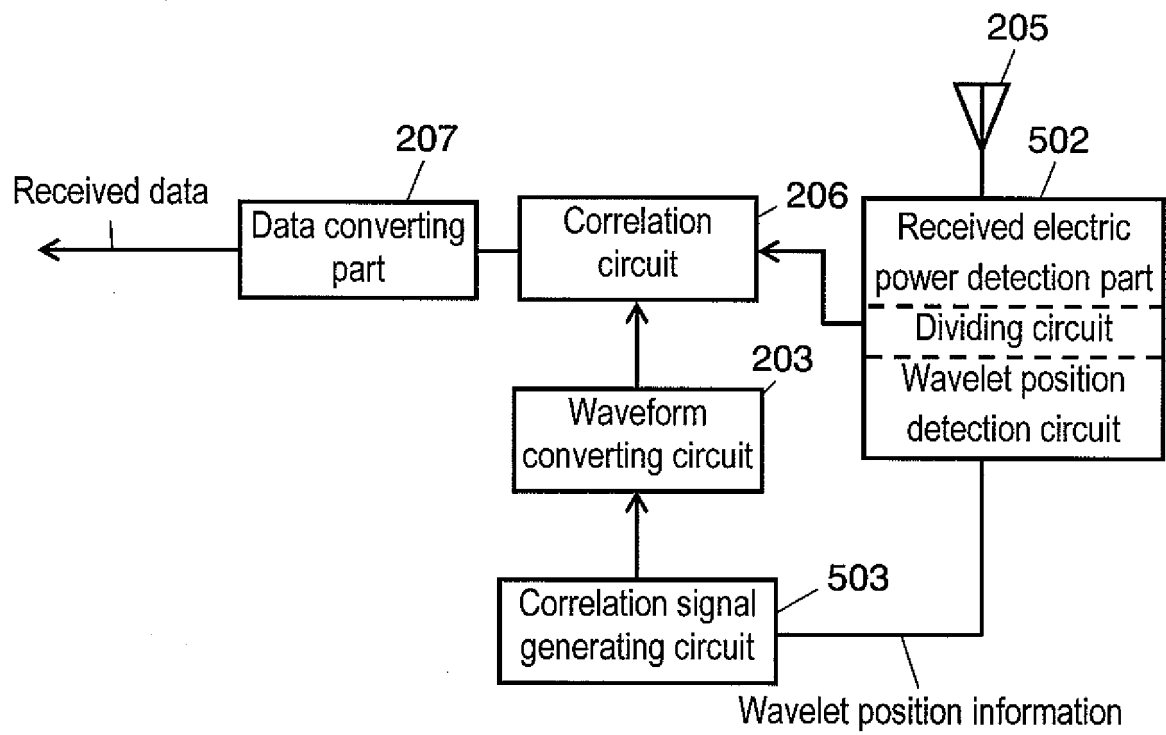 205
207
502
Received data
206
Data converting
part
Correlation
circuit
Received electric
power detection part
Dividing circuit
Wavelet position
detection circuit
203
Waveform
converting circuit
503
Correlation signal
generating circuit
Wavelet position information